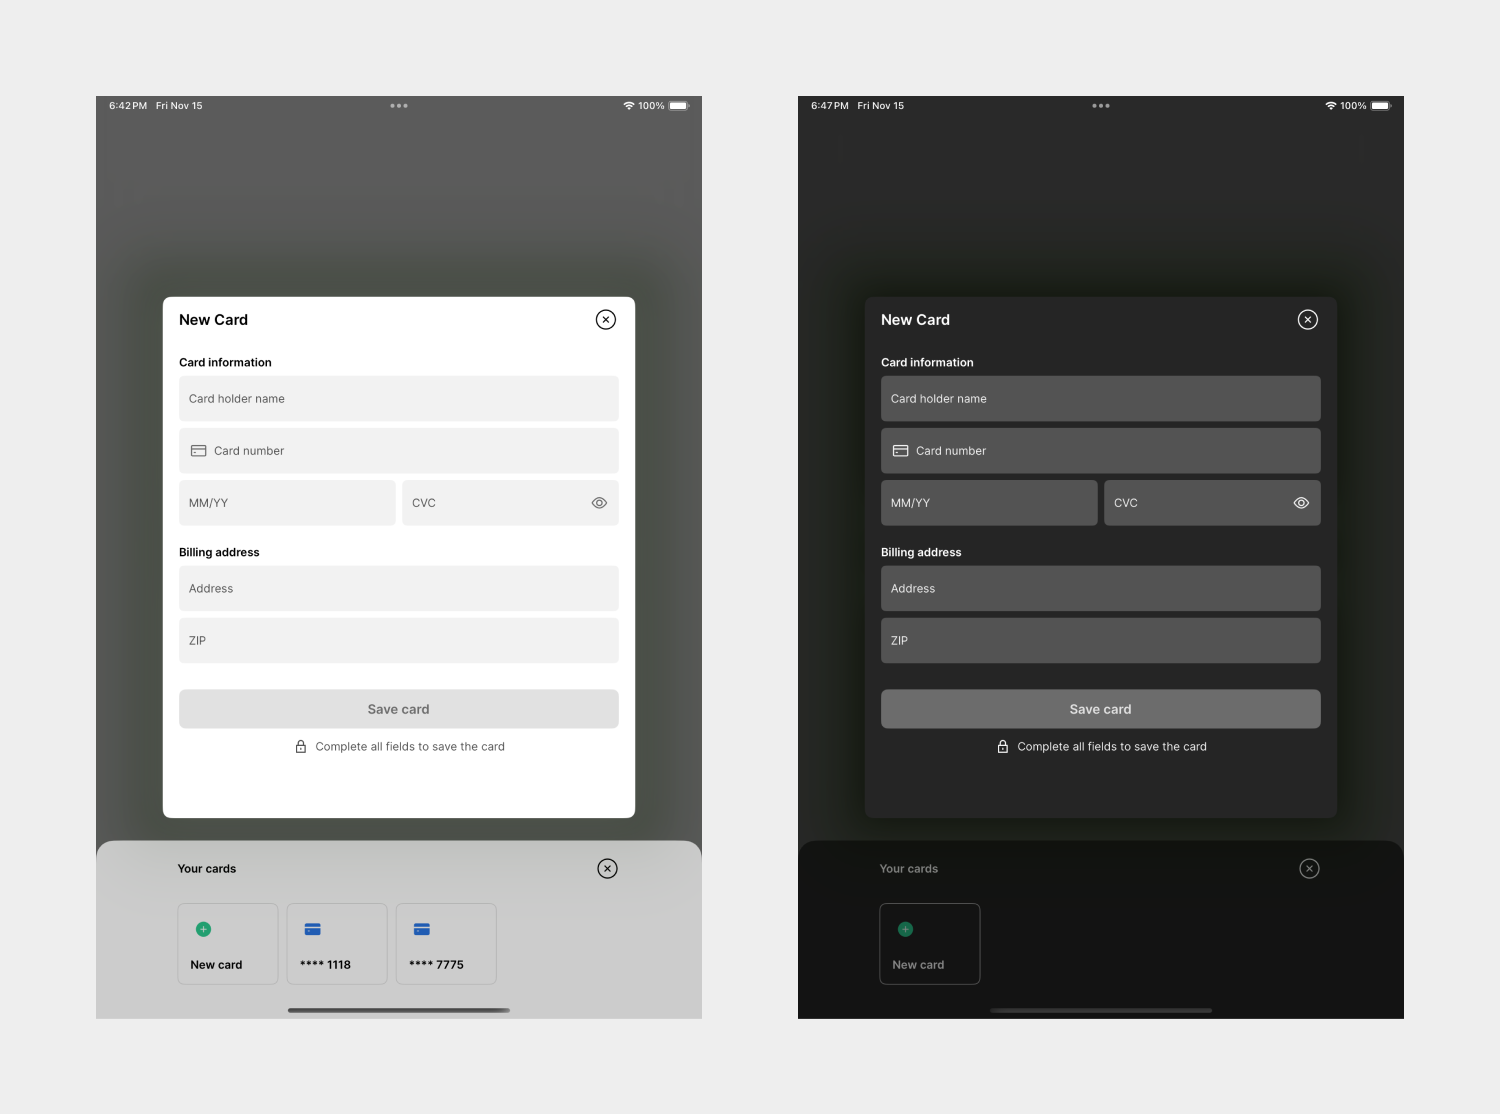 6:42 PM Fri Nov 15
100%
New Card
Card information
Card holder name
Card number
MM/YY
CVC
Billing address
Address
ZIP
Save card
Complete all fields to save the card
Your cards
New card
**** 1118
**** 7775
6:47 PM Fri Nov 15
100%
New Card
Card information
Card holder name
Card number
MM/YY
CVC
Billing address
Address
ZIP
Save card
Complete all fields to save the card
Your cards
New card